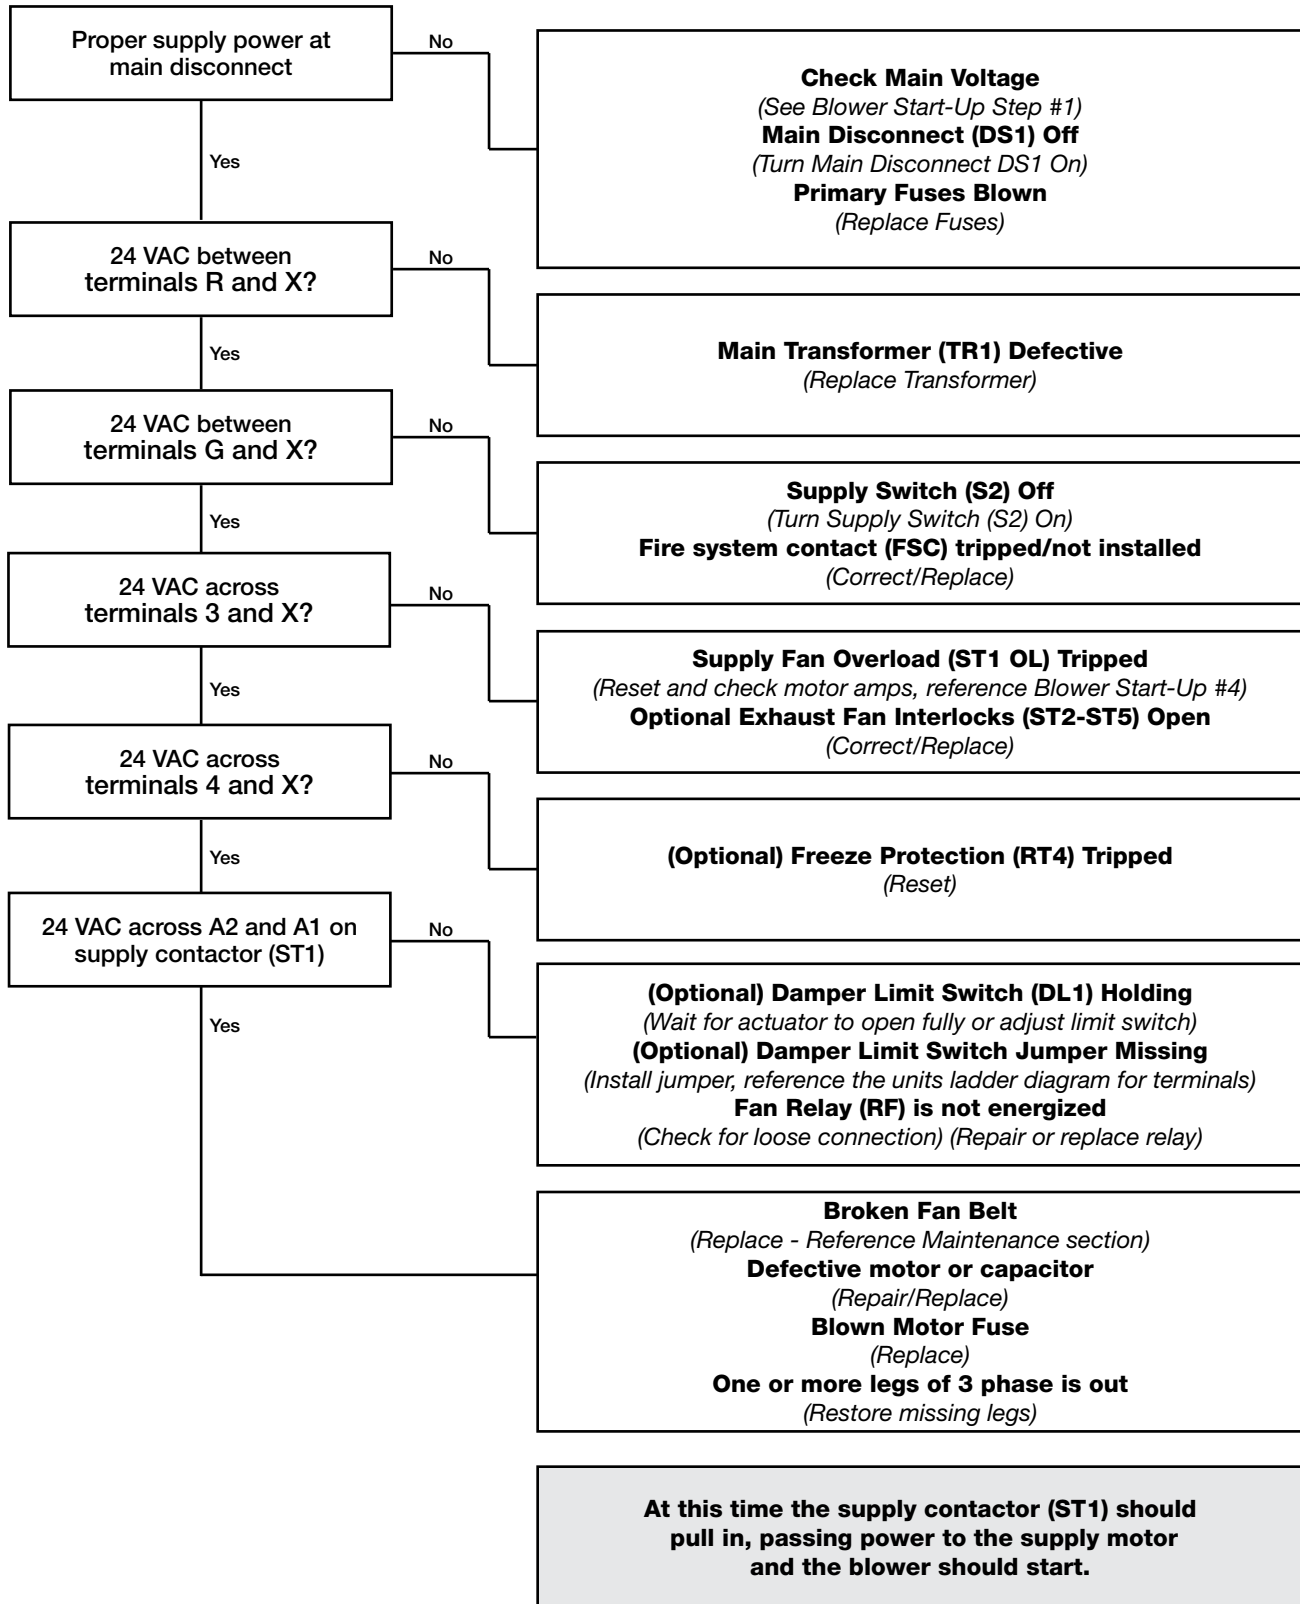 Proper supply power at
main disconnect
No
Check Main Voltage
(See Blower Start-Up Step #1)
Main Disconnect (DS1) Off
(Turn Main Disconnect DS1 On)
Primary Fuses Blown
(Replace Fuses)
Yes
24 VAC between
terminals R and X?
No
Main Transformer (TR1) Defective
(Replace Transformer)
Yes
24 VAC between
terminals G and X?
No
Supply Switch (S2) Off
(Turn Supply Switch (S2) On)
Fire system contact (FSC) tripped/not installed
(Correct/Replace)
Yes
24 VAC across
terminals 3 and X?
No
Supply Fan Overload (ST1 OL) Tripped
(Reset and check motor amps, reference Blower Start-Up #4)
Optional Exhaust Fan Interlocks (ST2-ST5) Open
(Correct/Replace)
Yes
24 VAC across
terminals 4 and X?
No
(Optional) Freeze Protection (RT4) Tripped
(Reset)
Yes
24 VAC across A2 and A1 on
supply contactor (ST1)
No
(Optional) Damper Limit Switch (DL1) Holding
(Wait for actuator to open fully or adjust limit switch)
(Optional) Damper Limit Switch Jumper Missing
(Install jumper, reference the units ladder diagram for terminals)
Fan Relay (RF) is not energized
(Check for loose connection) (Repair or replace relay)
Yes
Broken Fan Belt
(Replace - Reference Maintenance section)
Defective motor or capacitor
(Repair/Replace)
Blown Motor Fuse
(Replace)
One or more legs of 3 phase is out
(Restore missing legs)
At this time the supply contactor (ST1) should
pull in, passing power to the supply motor
and the blower should start.